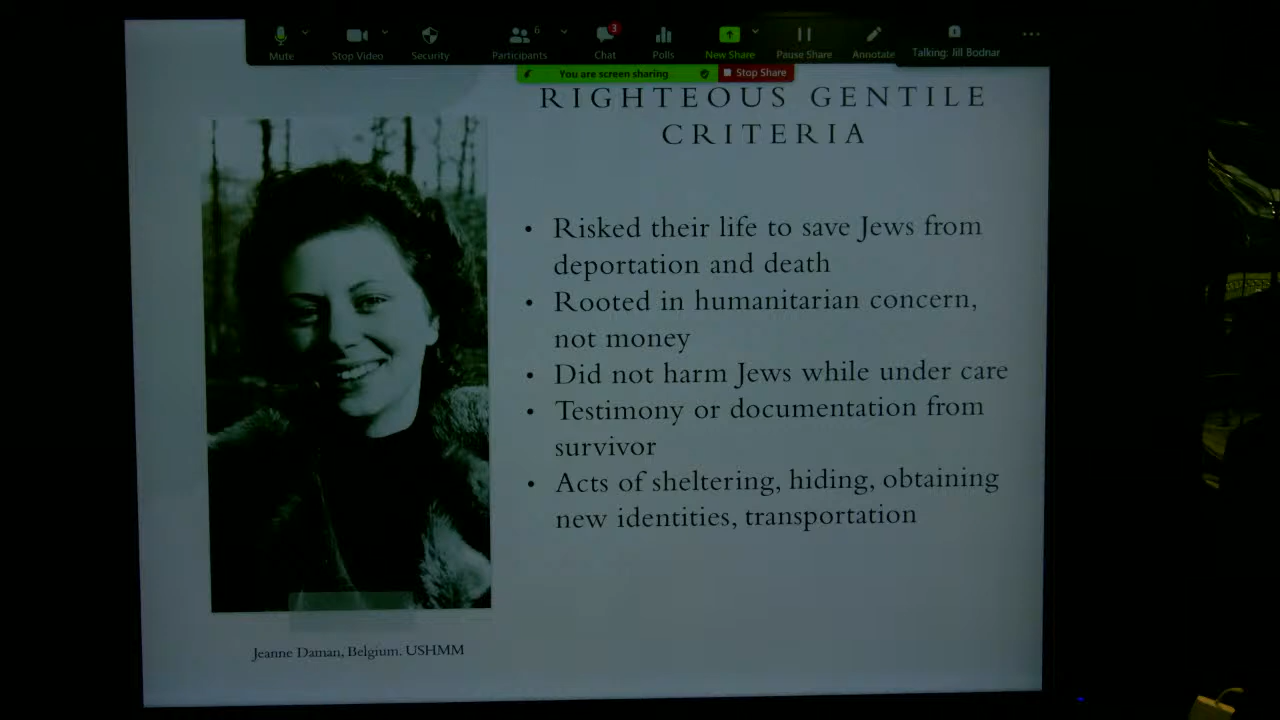 6
3
Mute
Stop Video
Security
Participants
Chat
Polls
New Share
Pause Share
Annotate
Talking: Jill Bodnar
You are screen sharing
Stop Share
RIGHTEOUS GENTILE
CRITERIA
• Risked their life to save Jews from
deportation and death
• Rooted in humanitarian concern,
not money
• Did not harm Jews while under care
• Testimony or documentation from
survivor
• Acts of sheltering, hiding, obtaining
new identities, transportation
Jeanne Daman, Belgium. USHMM